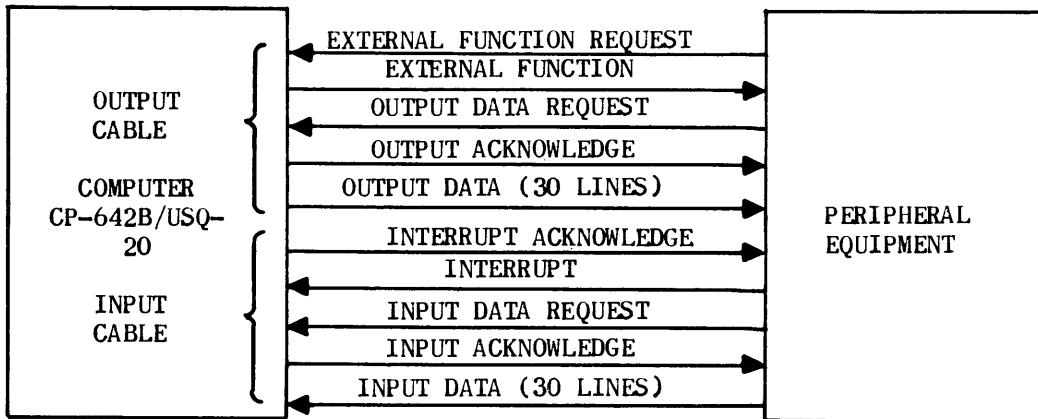 EXTERNAL FUNCTION REQUEST
EXTERNAL FUNCTION
OUTPUT DATA REQUEST
OUTPUT ACKNOWLEDGE
OUTPUT DATA (30 LINES)
INTERRUPT ACKNOWLEDGE
INTERRUPT
INPUT DATA REQUEST
INPUT ACKNOWLEDGE
INPUT DATA (30 LINES)
OUTPUT
CABLE
COMPUTER
CP-642B/USQ-
20
INPUT
CABLE
PERIPHERAL
EQUIPMENT